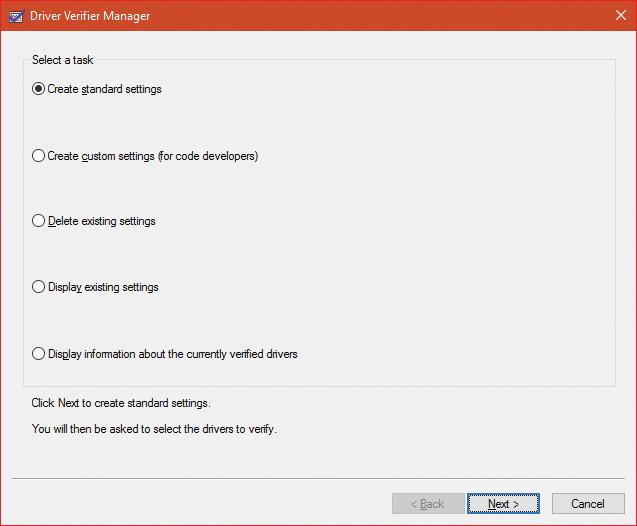 Driver Verifier Manager
Select a task
Create standard settings
Create custom settings (for code developers)
Delete existing settings
Display existing settings
Display information about the currently verified drivers
Click Next to create standard settings.
You will then be asked to select the drivers to verify.
< Back Next > Cancel